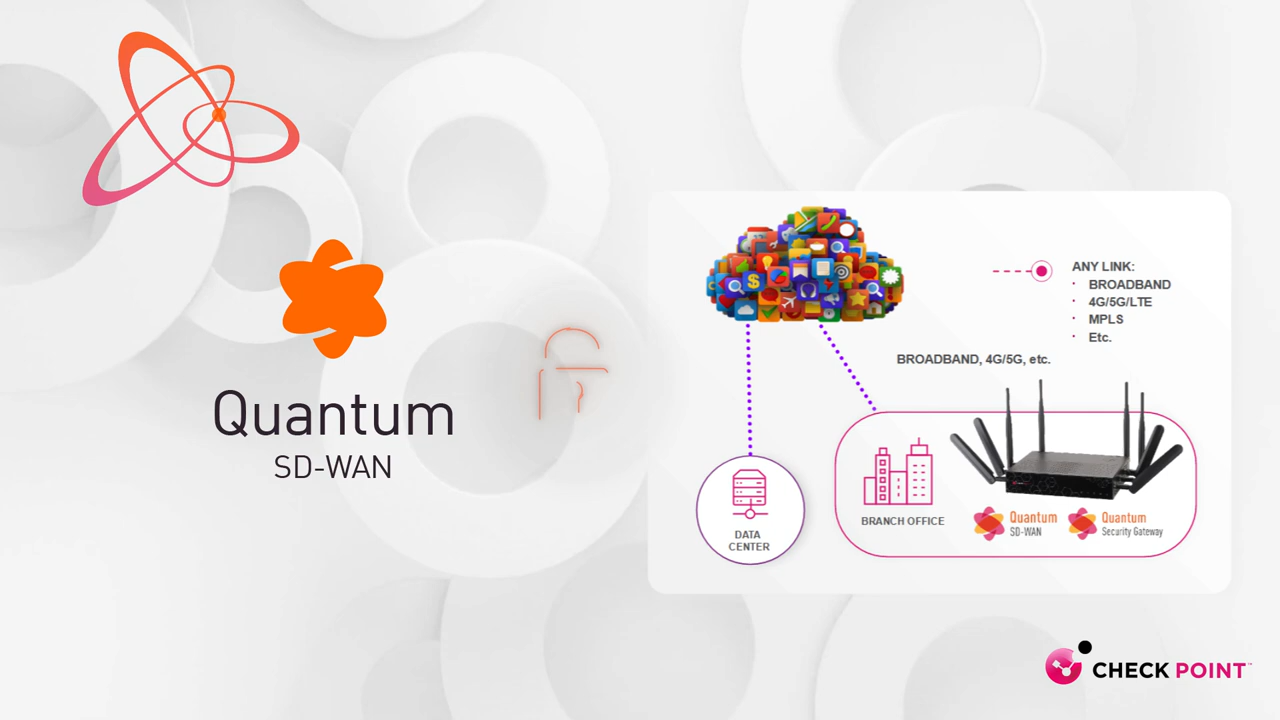 Quantum
SD-WAN
ANY LINK:
· BROADBAND
· 4G/5G/LTE
· MPLS
· Etc.
BROADBAND, 4G/5G, etc.
DATA
CENTER
BRANCH OFFICE
Quantum
SD-WAN
Quantum
Security Gateway
CHECK POINT™